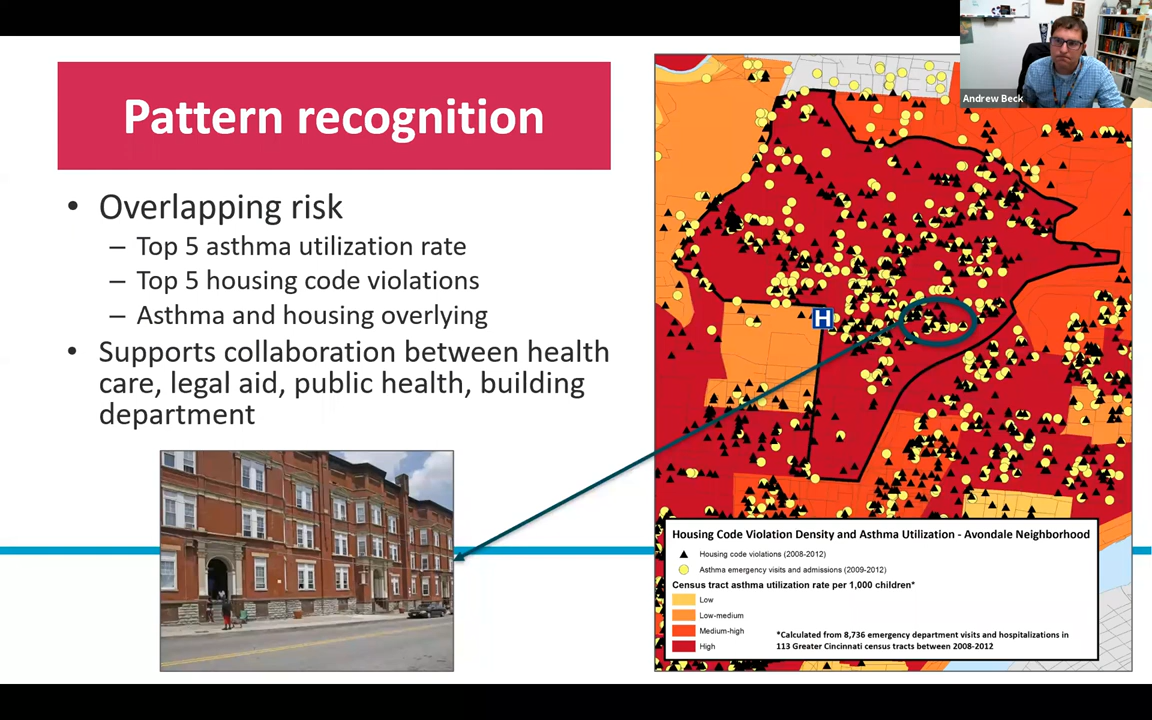 Pattern recognition
• Overlapping risk
– Top 5 asthma utilization rate
– Top 5 housing code violations
– Asthma and housing overlying
• Supports collaboration between health
care, legal aid, public health, building
department
Andrew Beck
H
Housing Code Violation Density and Asthma Utilization - Avondale Neighborhood
Housing code violations (2008-2012)
Asthma emergency visits and admissions (2009-2012)
Census tract asthma utilization rate per 1,000 children*
Low
Low-medium
Medium-high
High
*Calculated from 8,736 emergency department visits and hospitalizations in
113 Greater Cincinnati census tracts between 2008-2012